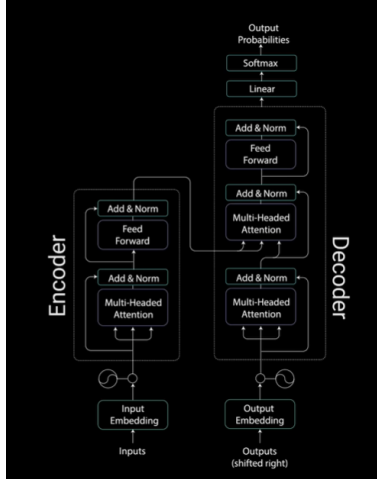 Output
Probabilities
Softmax
Linear
Add & Norm
Feed
Forward
Add & Norm
Multi-Headed
Attention
Add & Norm
Multi-Headed
Attention
Decoder
Output
Embedding
Outputs
(shifted right)
Encoder
Add & Norm
Feed
Forward
Add & Norm
Multi-Headed
Attention
Input
Embedding
Inputs